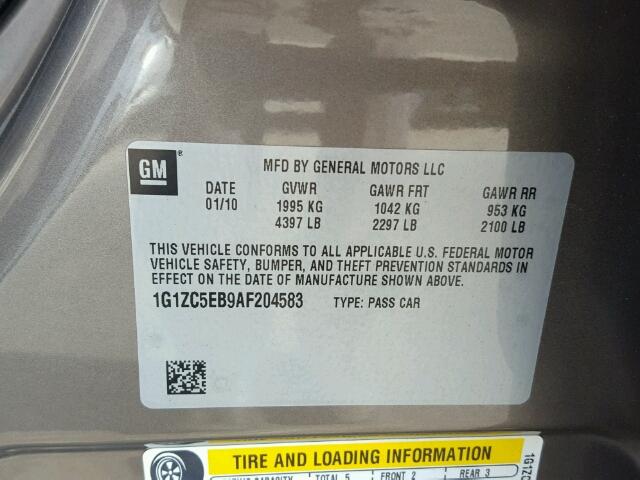 GM ® MFD BY GENERAL MOTORS LLC
DATE GVWR GAWR FRT GAWR RR
01/10 1995 KG 1042 KG 953 KG
4397 LB 2297 LB 2100 LB
THIS VEHICLE CONFORMS TO ALL APPLICABLE U.S. FEDERAL MOTOR
VEHICLE SAFETY, BUMPER, AND THEFT PREVENTION STANDARDS IN
EFFECT ON THE DATE OF MANUFACTURE SHOWN ABOVE.
1G1ZC5EB9AF204583 TYPE: PASS CAR
TIRE AND LOADING INFORMATION
SEATING CAPACITY TOTAL 5 FRONT 2 REAR 3
1G1ZC